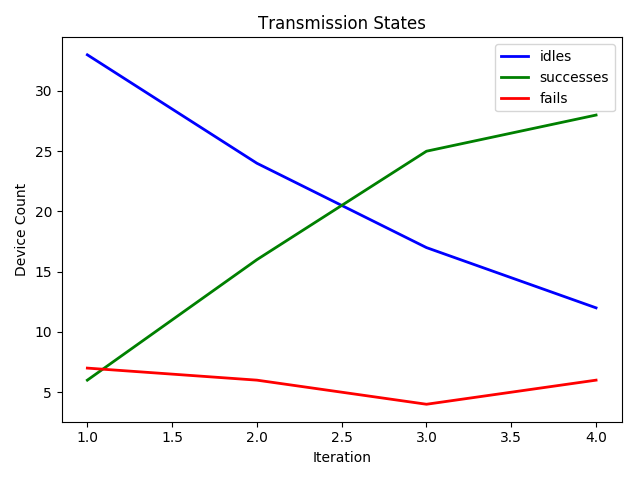 Transmission States
idles
successes
fails
Device Count
30
25
20
15
10
5
1.0 1.5 2.0 2.5 3.0 3.5 4.0
Iteration